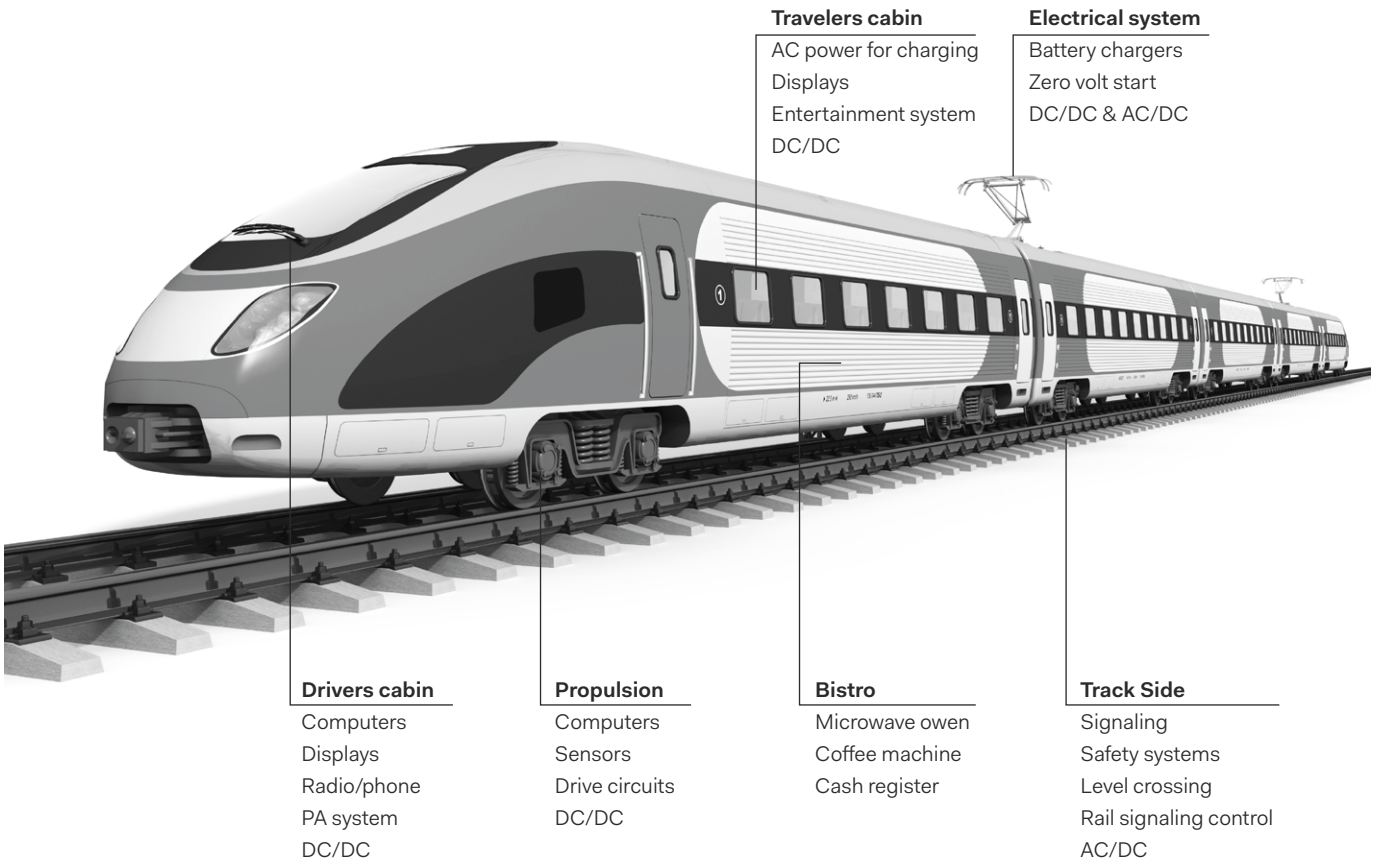 Travelers cabin
AC power for charging
Displays
Entertainment system
DC/DC
Electrical system
Battery chargers
Zero volt start
DC/DC & AC/DC
1
Drivers cabin
Computers
Displays
Radio/phone
PA system
DC/DC
Propulsion
Computers
Sensors
Drive circuits
DC/DC
Bistro
Microwave owen
Coffee machine
Cash register
Track Side
Signaling
Safety systems
Level crossing
Rail signaling control
AC/DC